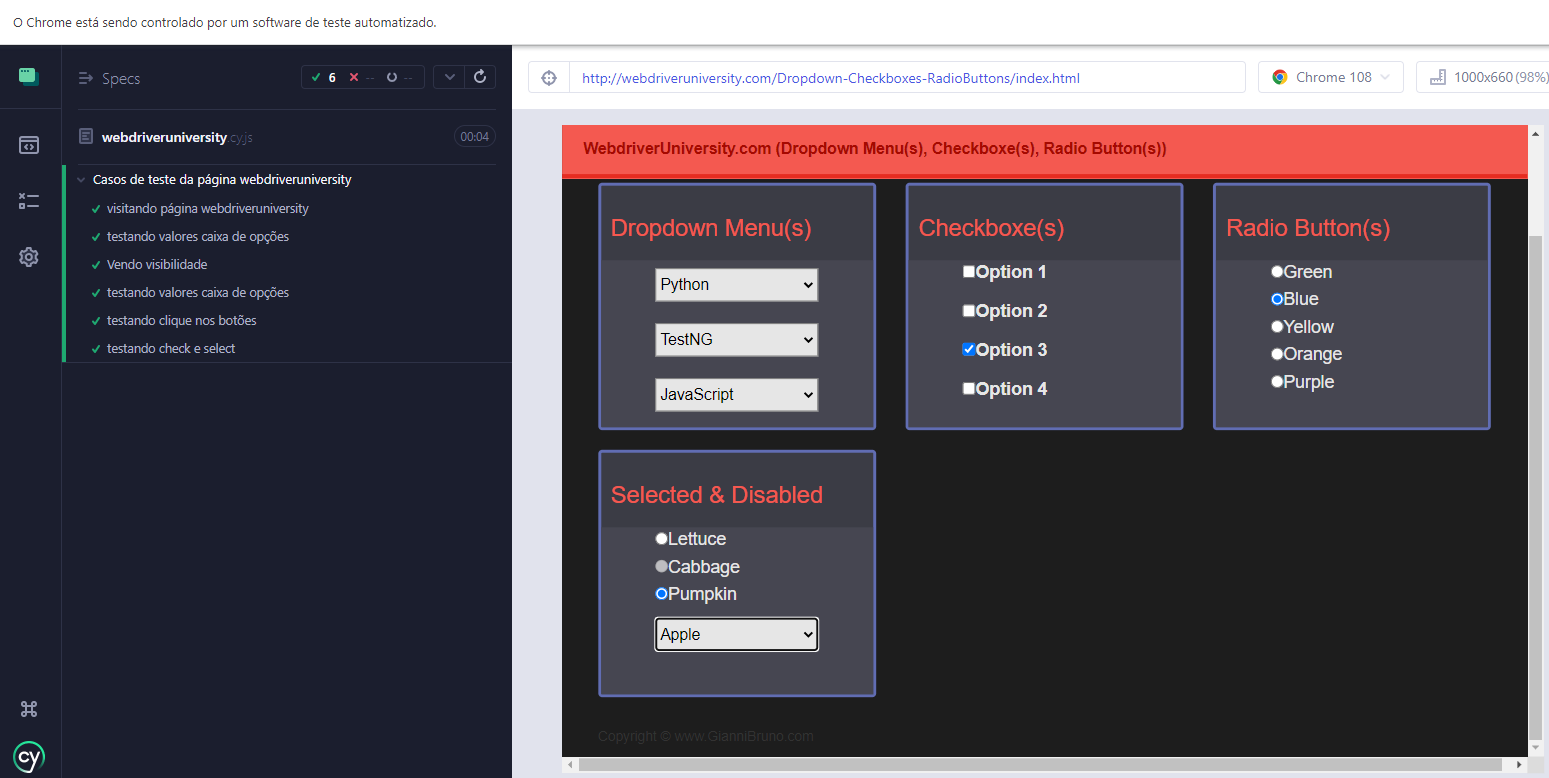 O Chrome está sendo controlado por um software de teste automatizado.
Specs
6 -- --
webdriveruniversity.cy.js
00:04
Casos de teste da página webdriveruniversity
visitando página webdriveruniversity
testando valores caixa de opções
Vendo visibilidade
testando valores caixa de opções
testando clique nos botões
testando check e select
cy
http://webdriveruniversity.com/Dropdown-Checkboxes-RadioButtons/index.html
Chrome 108
1000x660 (98%)
WebdriverUniversity.com (Dropdown Menu(s), Checkboxe(s), Radio Button(s))
Dropdown Menu(s)
Python
TestNG
JavaScript
Checkboxe(s)
Option 1
Option 2
Option 3
Option 4
Radio Button(s)
Green
Blue
Yellow
Orange
Purple
Selected & Disabled
Lettuce
Cabbage
Pumpkin
Apple
Copyright © www.GianniBruno.com